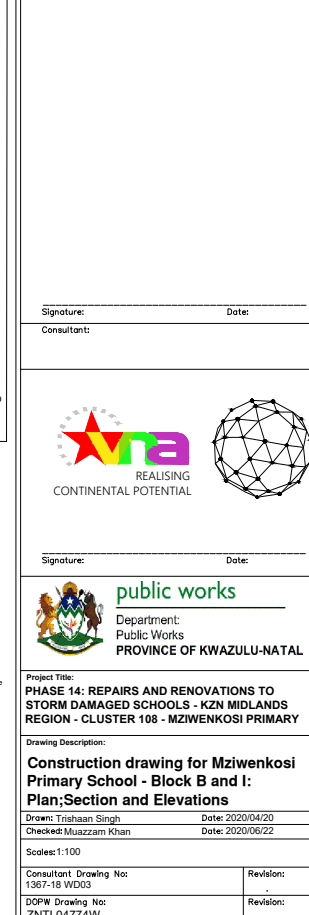 Signature: Date:
Consultant:
vna
REALISING
CONTINENTAL POTENTIAL
Signature: Date:
public works
Department:
Public Works
PROVINCE OF KWAZULU-NATAL
Project Title:
PHASE 14: REPAIRS AND RENOVATIONS TO
STORM DAMAGED SCHOOLS - KZN MIDLANDS
REGION - CLUSTER 108 - MZIWENKOSI PRIMARY
Drawing Description:
Construction drawing for Mziwenkosi
Primary School - Block B and I:
Plan;Section and Elevations
Drawn: Trishaan Singh Date: 2020/04/20
Checked: Muazzam Khan Date: 2020/06/22
Scales: 1:100
Consultant Drawing No: Revision:
1367-18 WD03 .
DOPW Drawing No: Revision:
ZNTL04774W